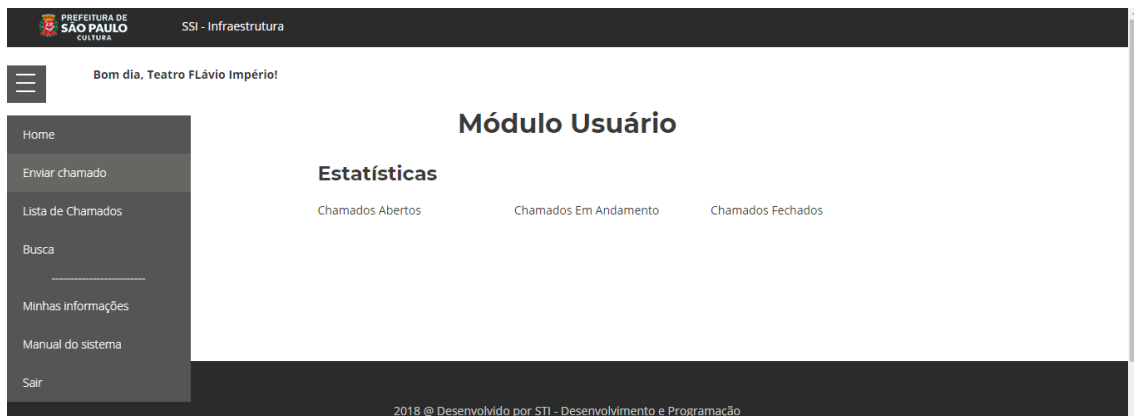 PREFEITURA DE
SÃO PAULO
CULTURA
SSI - Infraestrutura
Bom dia, Teatro FLávio Império!
Home
Enviar chamado
Lista de Chamados
Busca
-------------------------
Minhas informações
Manual do sistema
Sair
Módulo Usuário
Estatísticas
Chamados Abertos Chamados Em Andamento Chamados Fechados
2018 @ Desenvolvido por STI - Desenvolvimento e Programação